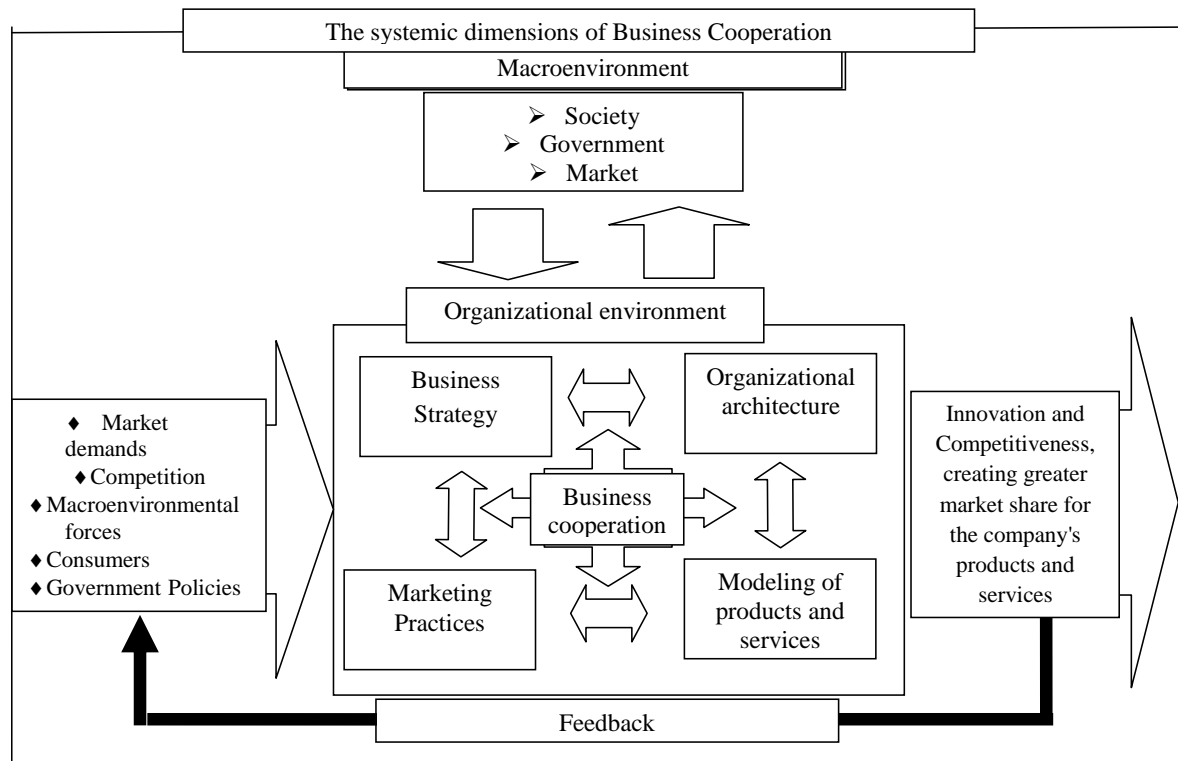 The systemic dimensions of Business Cooperation
Macroenvironment
➢ Society
➢ Government
➢ Market
Organizational environment
♦ Market
demands
♦ Competition
♦ Macroenvironmental
forces
♦ Consumers
♦ Government Policies
Business
Strategy
Organizational
architecture
Business
cooperation
Marketing
Practices
Modeling of
products and
services
Innovation and
Competitiveness,
creating greater
market share for
the company's
products and
services
Feedback